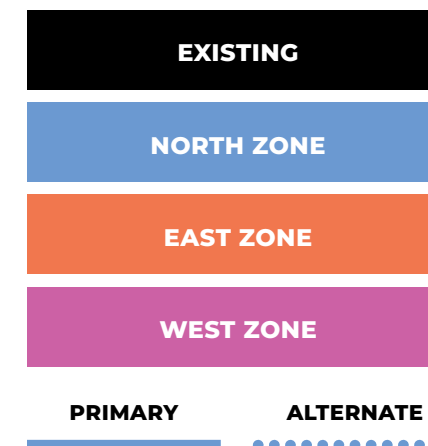 EXISTING
NORTH ZONE
EAST ZONE
WEST ZONE
PRIMARY ALTERNATE